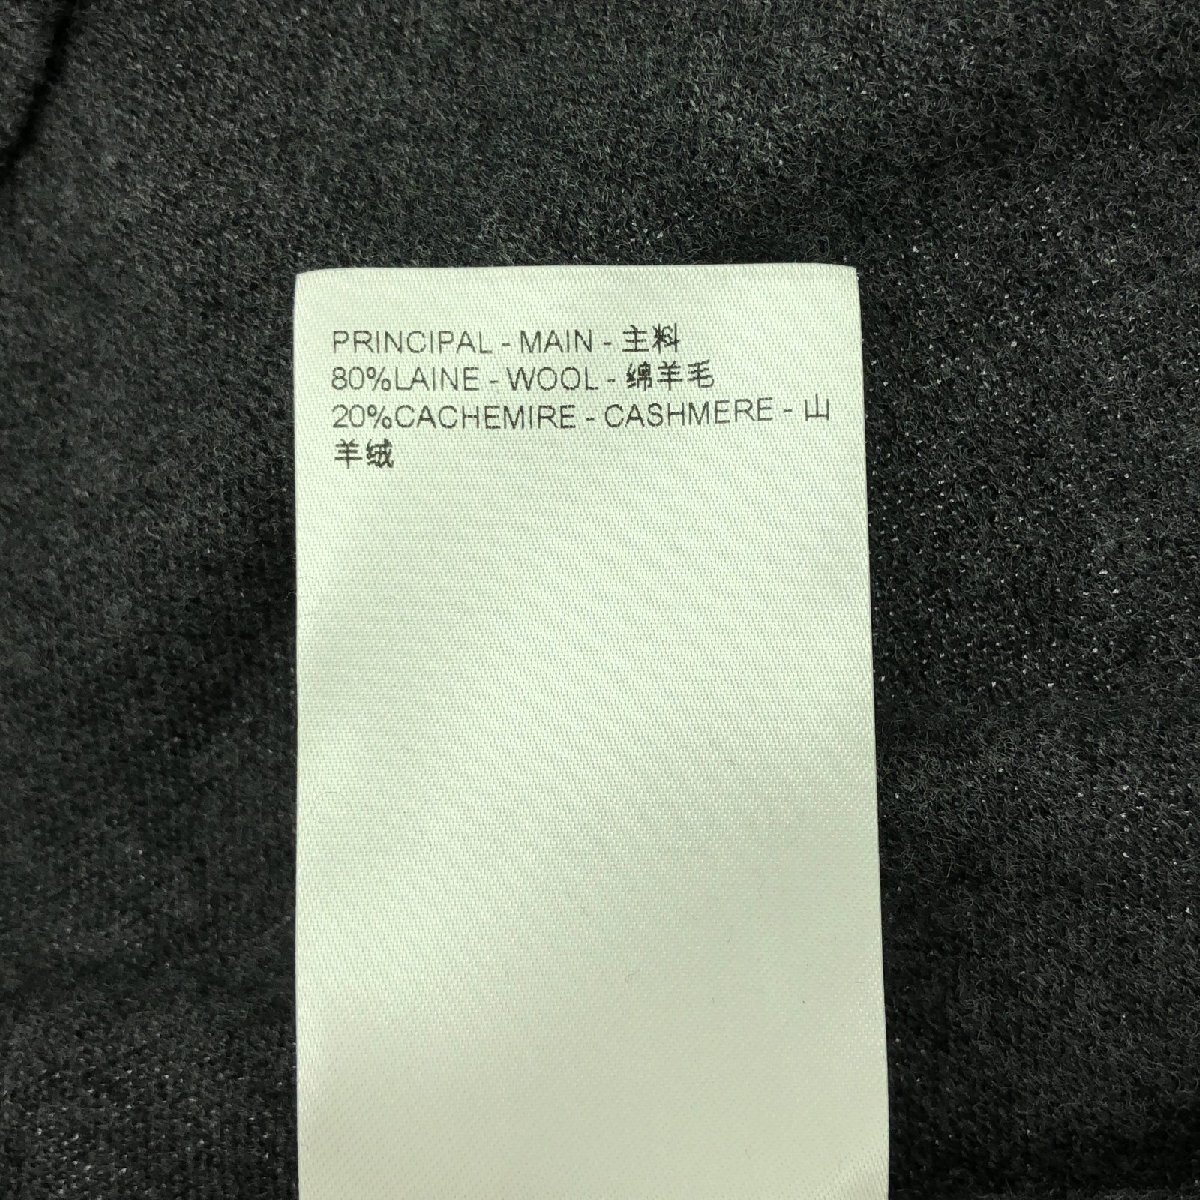 PRINCIPAL - MAIN - 主料
80%LAINE - WOOL - 绵羊毛
20%CACHEMIRE - CASHMERE - 山
羊绒